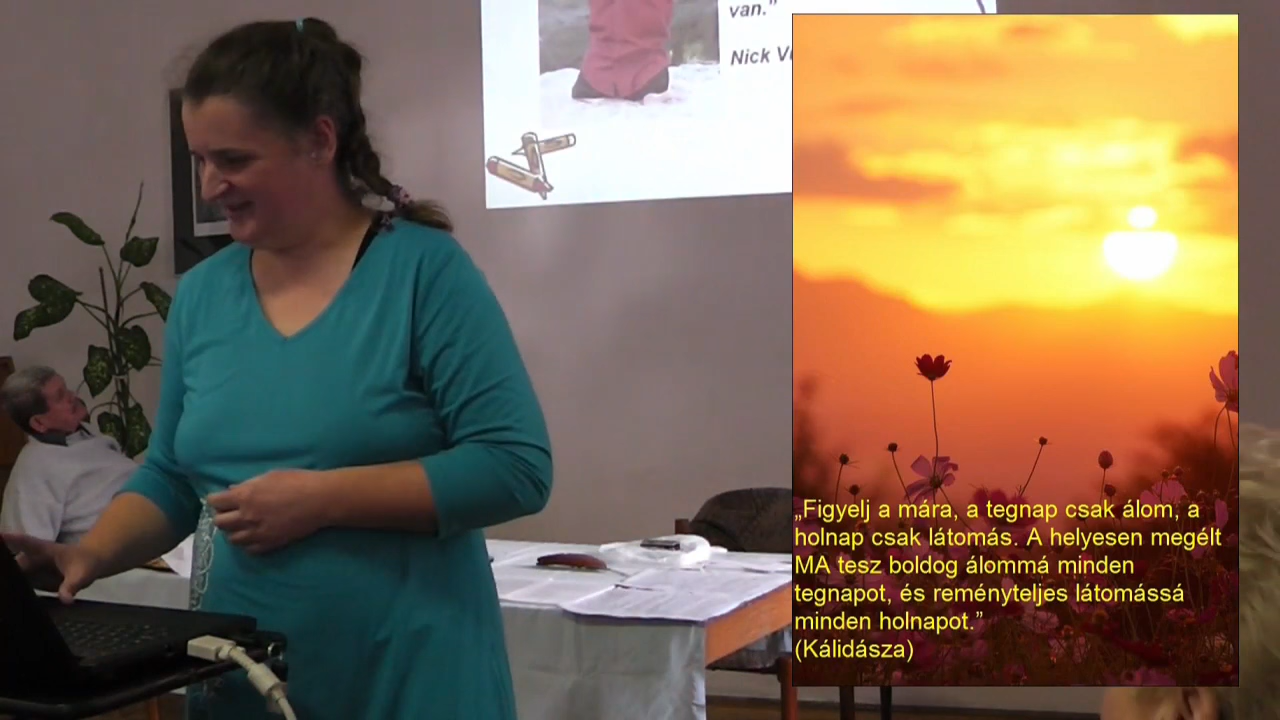 van."
Nick
„Figyelj a mára, a tegnap csak álom, a
holnap csak látomás. A helyesen megélt
MA tesz boldog álommá minden
tegnapot, és reményteljes látomássá
minden holnapot.”
(Kálidásza)